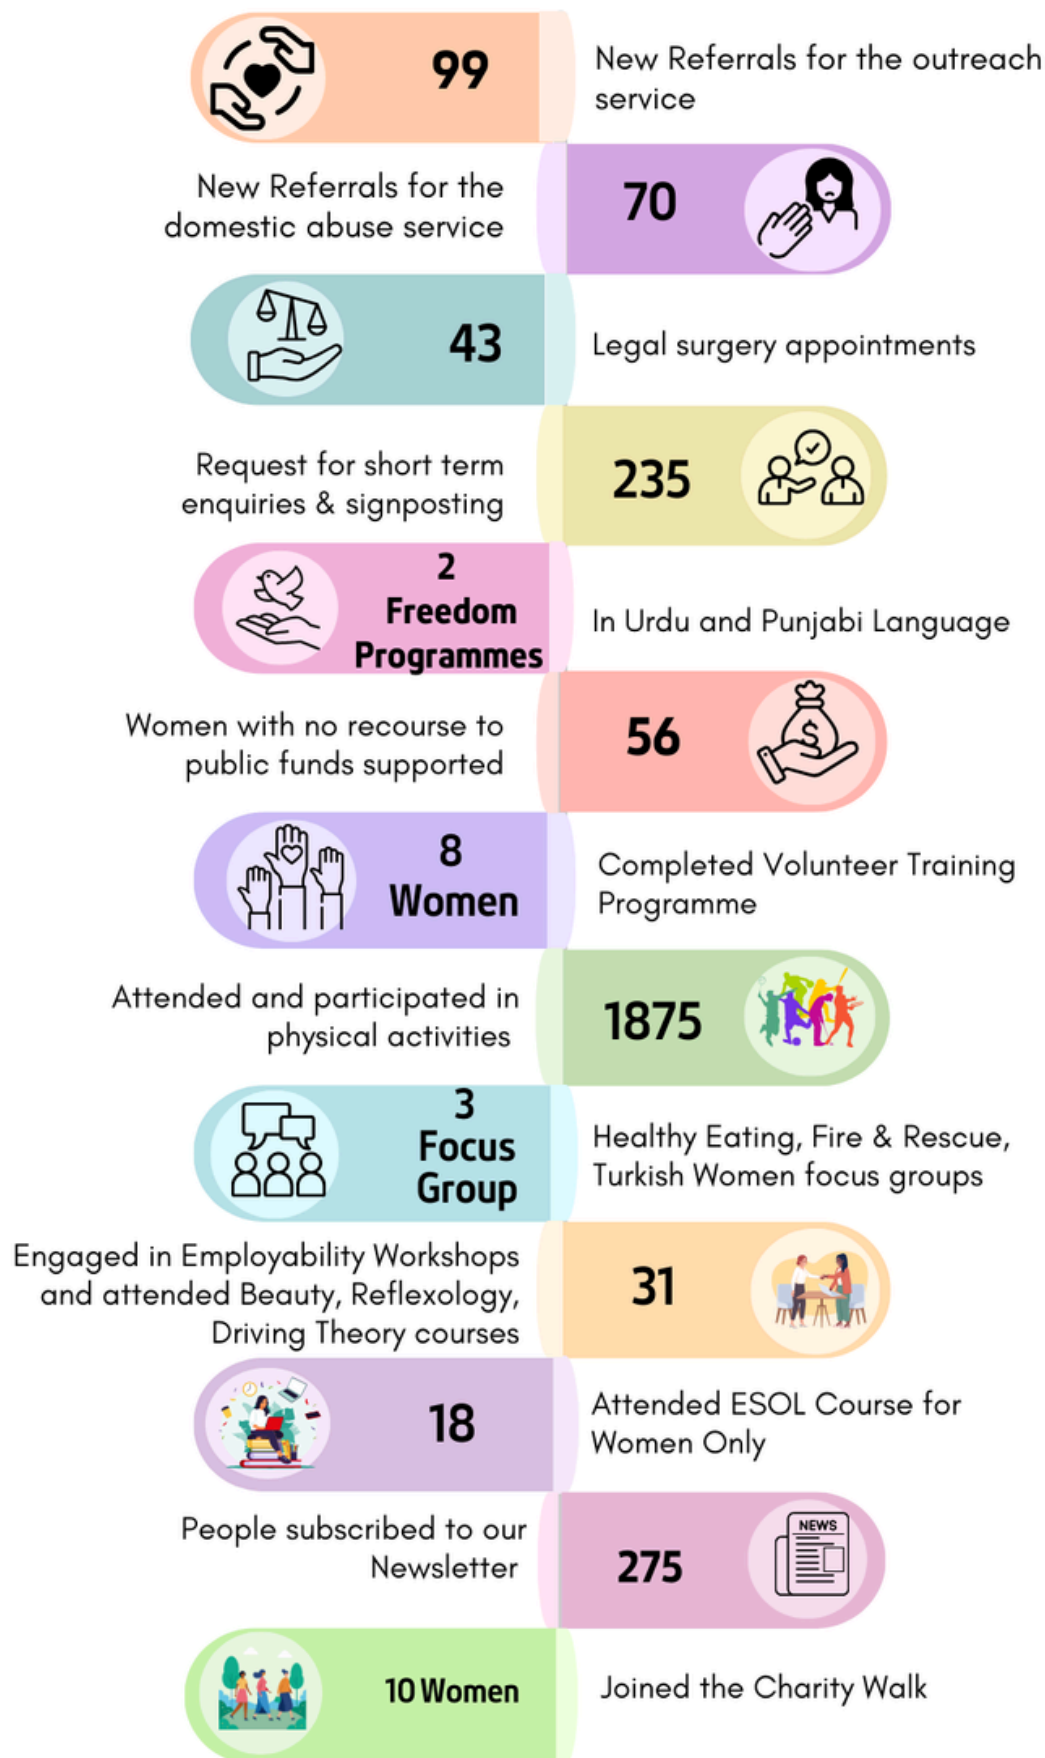 99
New Referrals for the outreach
service
New Referrals for the
domestic abuse service
70
43
Legal surgery appointments
Request for short term
enquiries & signposting
235
2
Freedom
Programmes
In Urdu and Punjabi Language
Women with no recourse to
public funds supported
56
$
8
Women
Completed Volunteer Training
Programme
Attended and participated in
physical activities
1875
3
Focus
Group
Healthy Eating, Fire & Rescue,
Turkish Women focus groups
Engaged in Employability Workshops
and attended Beauty, Reflexology,
Driving Theory courses
31
18
Attended ESOL Course for
Women Only
People subscribed to our
Newsletter
275
NEWS
10 Women
Joined the Charity Walk